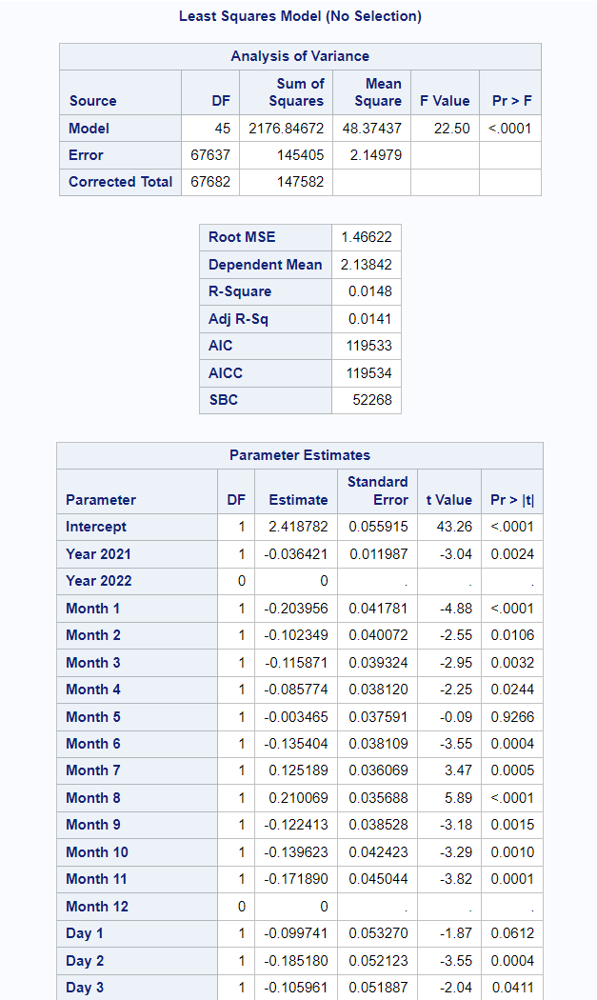 Least Squares Model (No Selection)
Analysis of Variance
Source DF Sum of Squares Mean Square F Value Pr > F
Model 45 2176.84672 48.37437 22.50 <.0001
Error 67637 145405 2.14979
Corrected Total 67682 147582
Root MSE 1.46622
Dependent Mean 2.13842
R-Square 0.0148
Adj R-Sq 0.0141
AIC 119533
AICC 119534
SBC 52268
Parameter Estimates
Parameter DF Estimate Standard Error t Value Pr > |t|
Intercept 1 2.418782 0.055915 43.26 <.0001
Year 2021 1 -0.036421 0.011987 -3.04 0.0024
Year 2022 0 0 . . .
Month 1 1 -0.203956 0.041781 -4.88 <.0001
Month 2 1 -0.102349 0.040072 -2.55 0.0106
Month 3 1 -0.115871 0.039324 -2.95 0.0032
Month 4 1 -0.085774 0.038120 -2.25 0.0244
Month 5 1 -0.003465 0.037591 -0.09 0.9266
Month 6 1 -0.135404 0.038109 -3.55 0.0004
Month 7 1 0.125189 0.036069 3.47 0.0005
Month 8 1 0.210069 0.035688 5.89 <.0001
Month 9 1 -0.122413 0.038528 -3.18 0.0015
Month 10 1 -0.139623 0.042423 -3.29 0.0010
Month 11 1 -0.171890 0.045044 -3.82 0.0001
Month 12 0 0 . . .
Day 1 1 -0.099741 0.053270 -1.87 0.0612
Day 2 1 -0.185180 0.052123 -3.55 0.0004
Day 3 1 -0.105961 0.051887 -2.04 0.0411